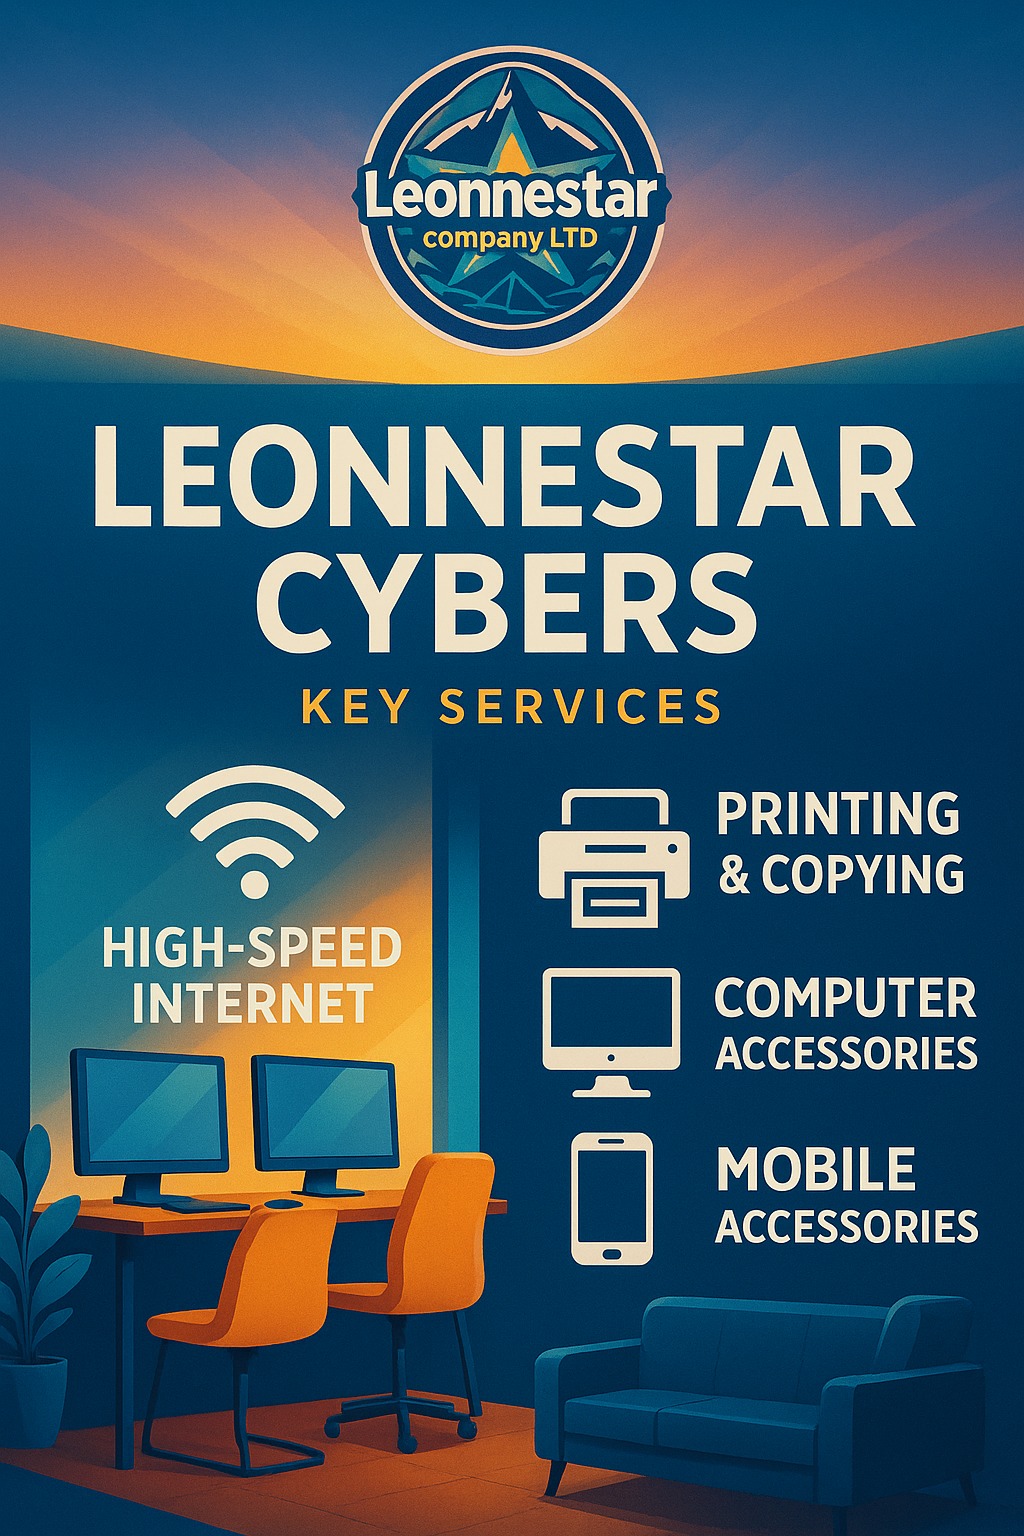 Leonnestar
company LTD
LEONNESTAR
CYBERS
KEY SERVICES
HIGH-SPEED
INTERNET
PRINTING
& COPYING
COMPUTER
ACCESSORIES
MOBILE
ACCESSORIES